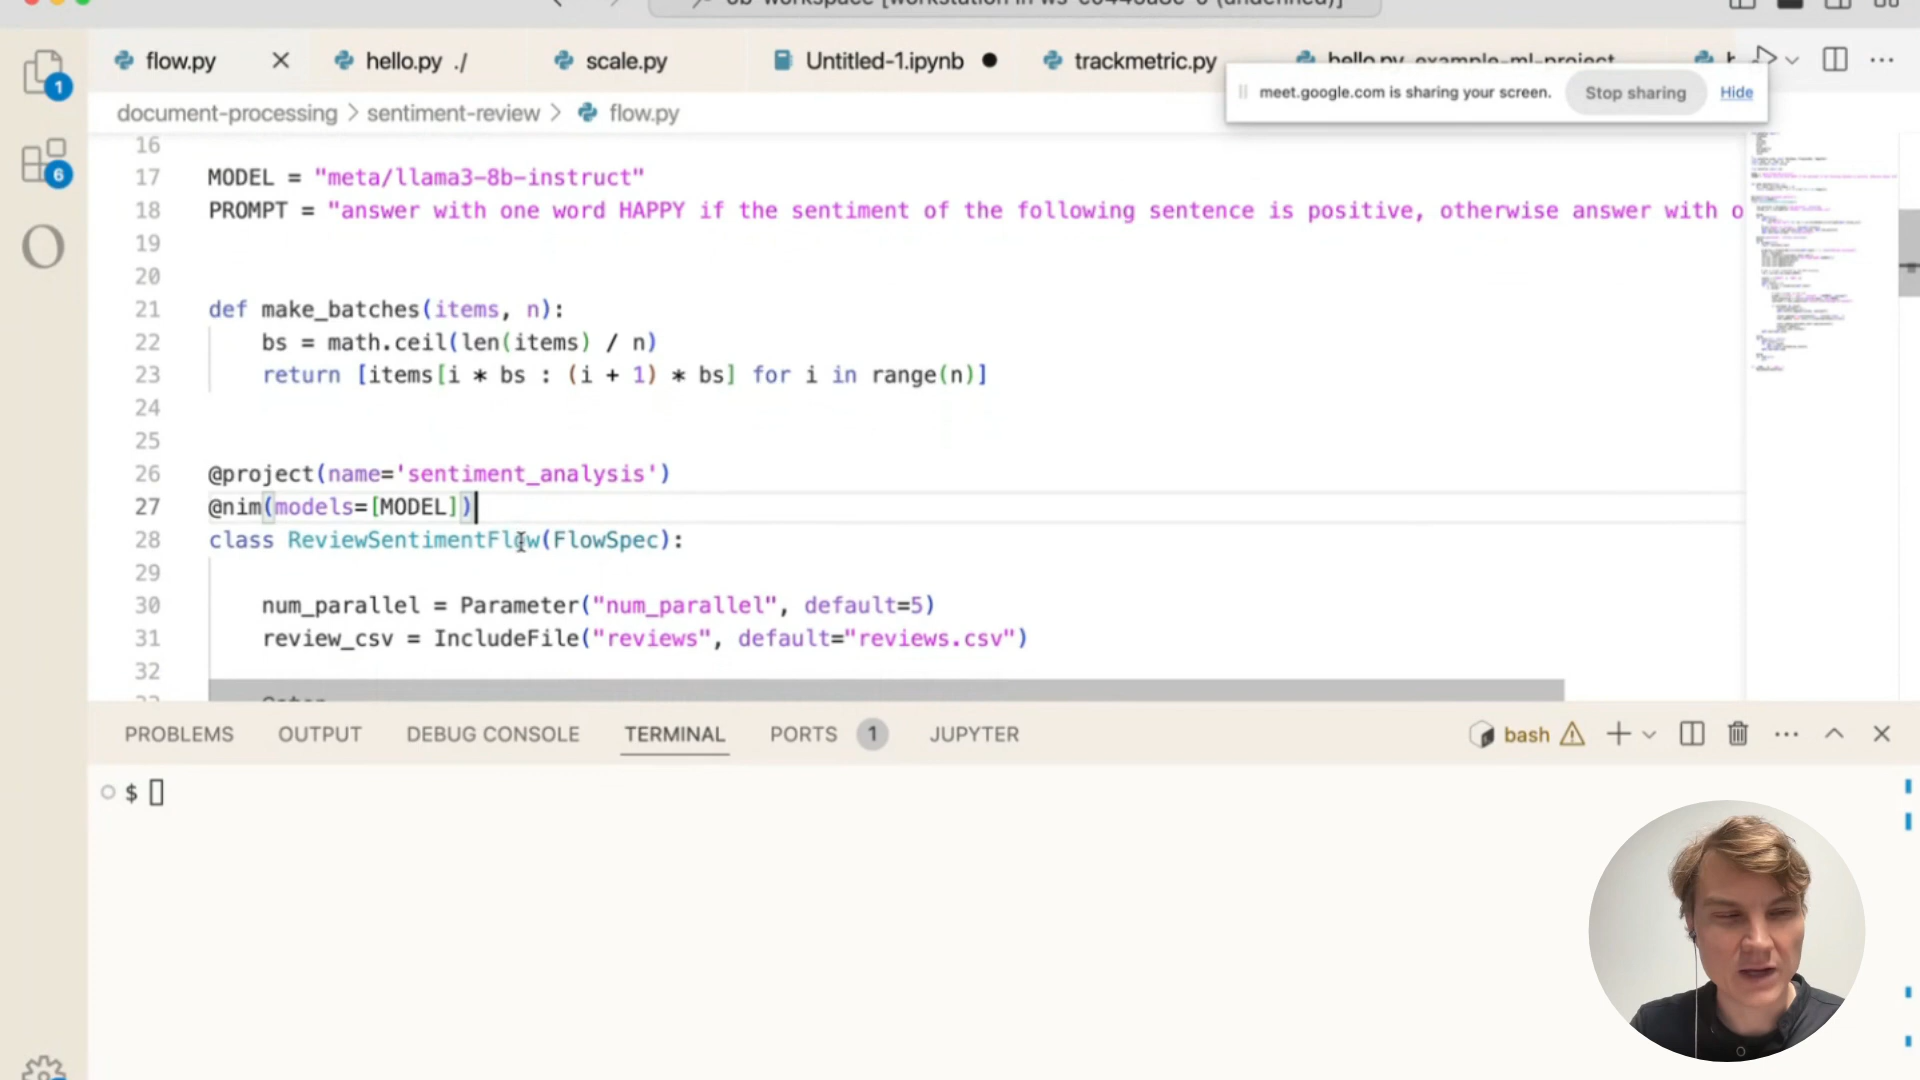 flow.py
hello.py ./
scale.py
Untitled-1.ipynb
trackmetric.py
meet.google.com is sharing your screen.
Stop sharing
Hide
document-processing > sentiment-review > flow.py
1
6
16
17 MODEL = "meta/llama3-8b-instruct"
18 PROMPT = "answer with one word HAPPY if the sentiment of the following sentence is positive, otherwise answer with o
19
20
21 def make_batches(items, n):
22 bs = math.ceil(len(items) / n)
23 return [items[i * bs : (i + 1) * bs] for i in range(n)]
24
25
26 @project(name='sentiment_analysis')
27 @nim(models=[MODEL])
28 class ReviewSentimentFlow(FlowSpec):
29
30 num_parallel = Parameter("num_parallel", default=5)
31 review_csv = IncludeFile("reviews", default="reviews.csv")
32
PROBLEMS OUTPUT DEBUG CONSOLE TERMINAL PORTS 1 JUPYTER
bash
$